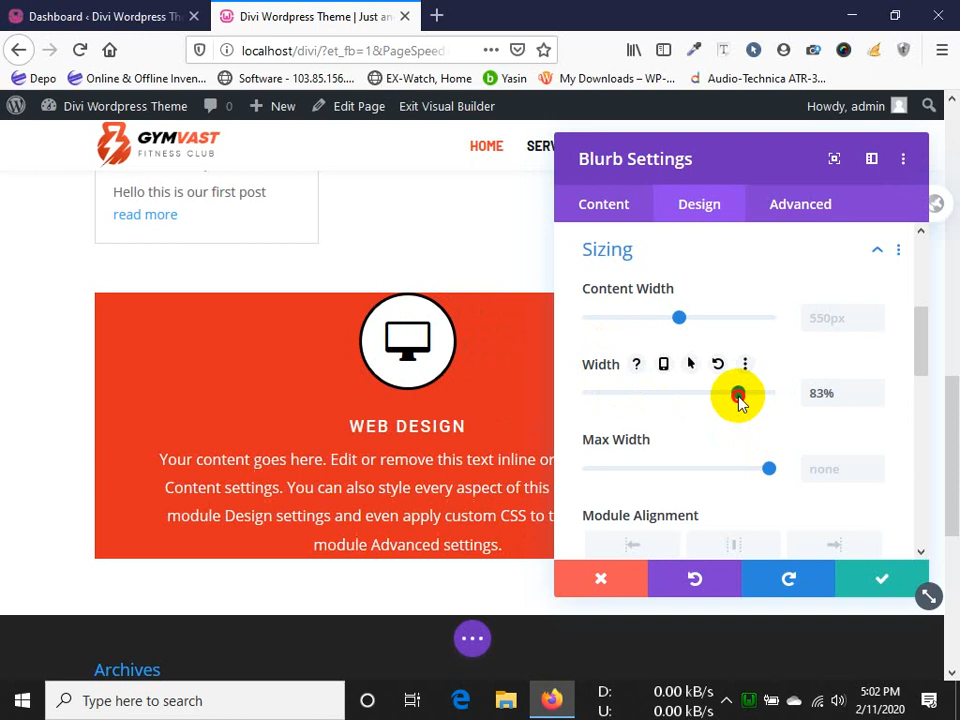 Dashboard ‹ Divi Wordpress Th
Divi Wordpress Theme | Just an
localhost/divi/?et_fb=1&PageSpeed
Depo
Online & Offline Inven...
Software - 103.85.156....
EX-Watch, Home
Yasin
My Downloads – WP-...
Audio-Technica ATR-3...
Divi Wordpress Theme
0
New
Edit Page
Exit Visual Builder
Howdy, admin
GYMVAST
FITNESS CLUB
HOME
SERV
Hello this is our first post
read more
Blurb Settings
Content
Design
Advanced
Sizing
Content Width
550px
Width
83%
Max Width
none
Module Alignment
WEB DESIGN
Your content goes here. Edit or remove this text inline or
Content settings. You can also style every aspect of this
module Design settings and even apply custom CSS to t
module Advanced settings.
Archives
Type here to search
D: 0.00 kB/s
U: 0.00 kB/s
5:02 PM
2/11/2020